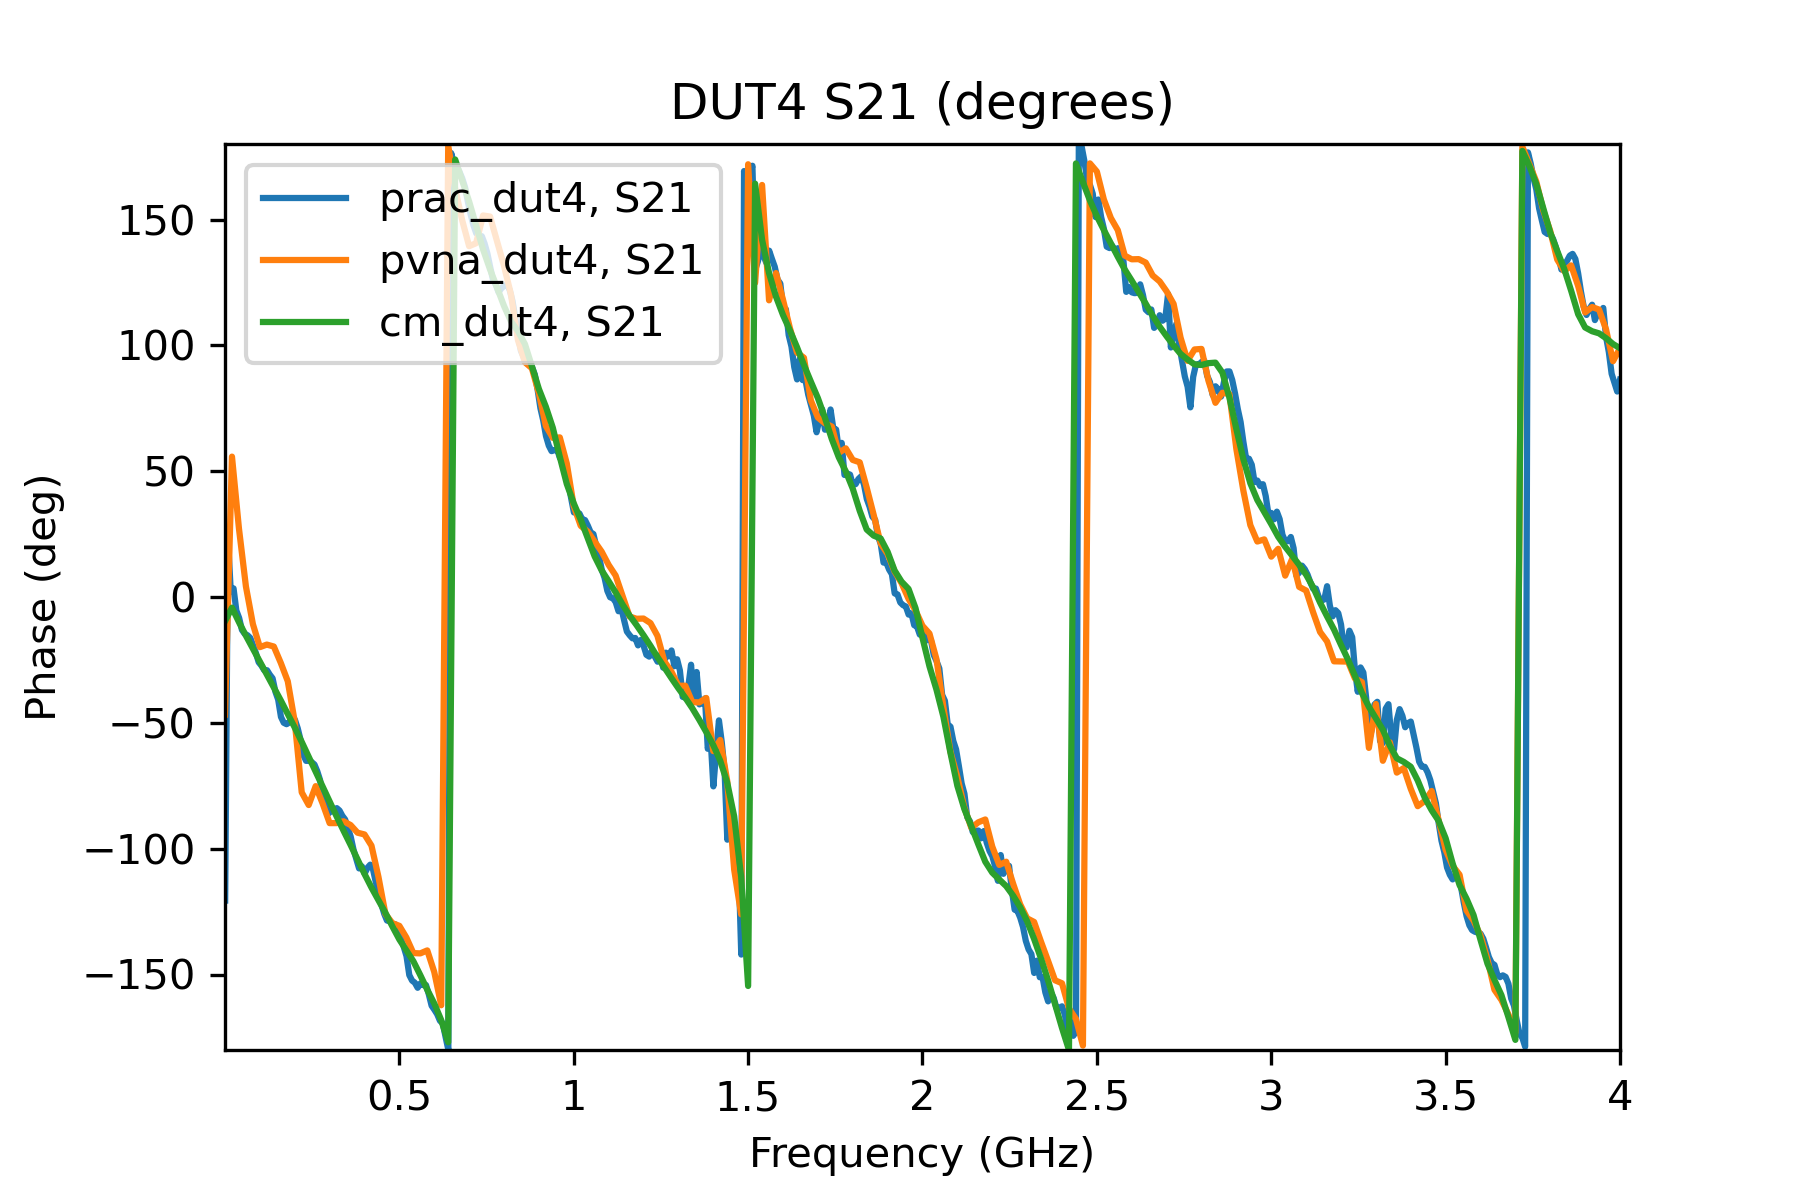 DUT4 S21 (degrees)
prac_dut4, S21
pvna_dut4, S21
cm_dut4, S21
Phase (deg)
150
100
50
0
−50
−100
−150
0.5 1 1.5 2 2.5 3 3.5 4
Frequency (GHz)